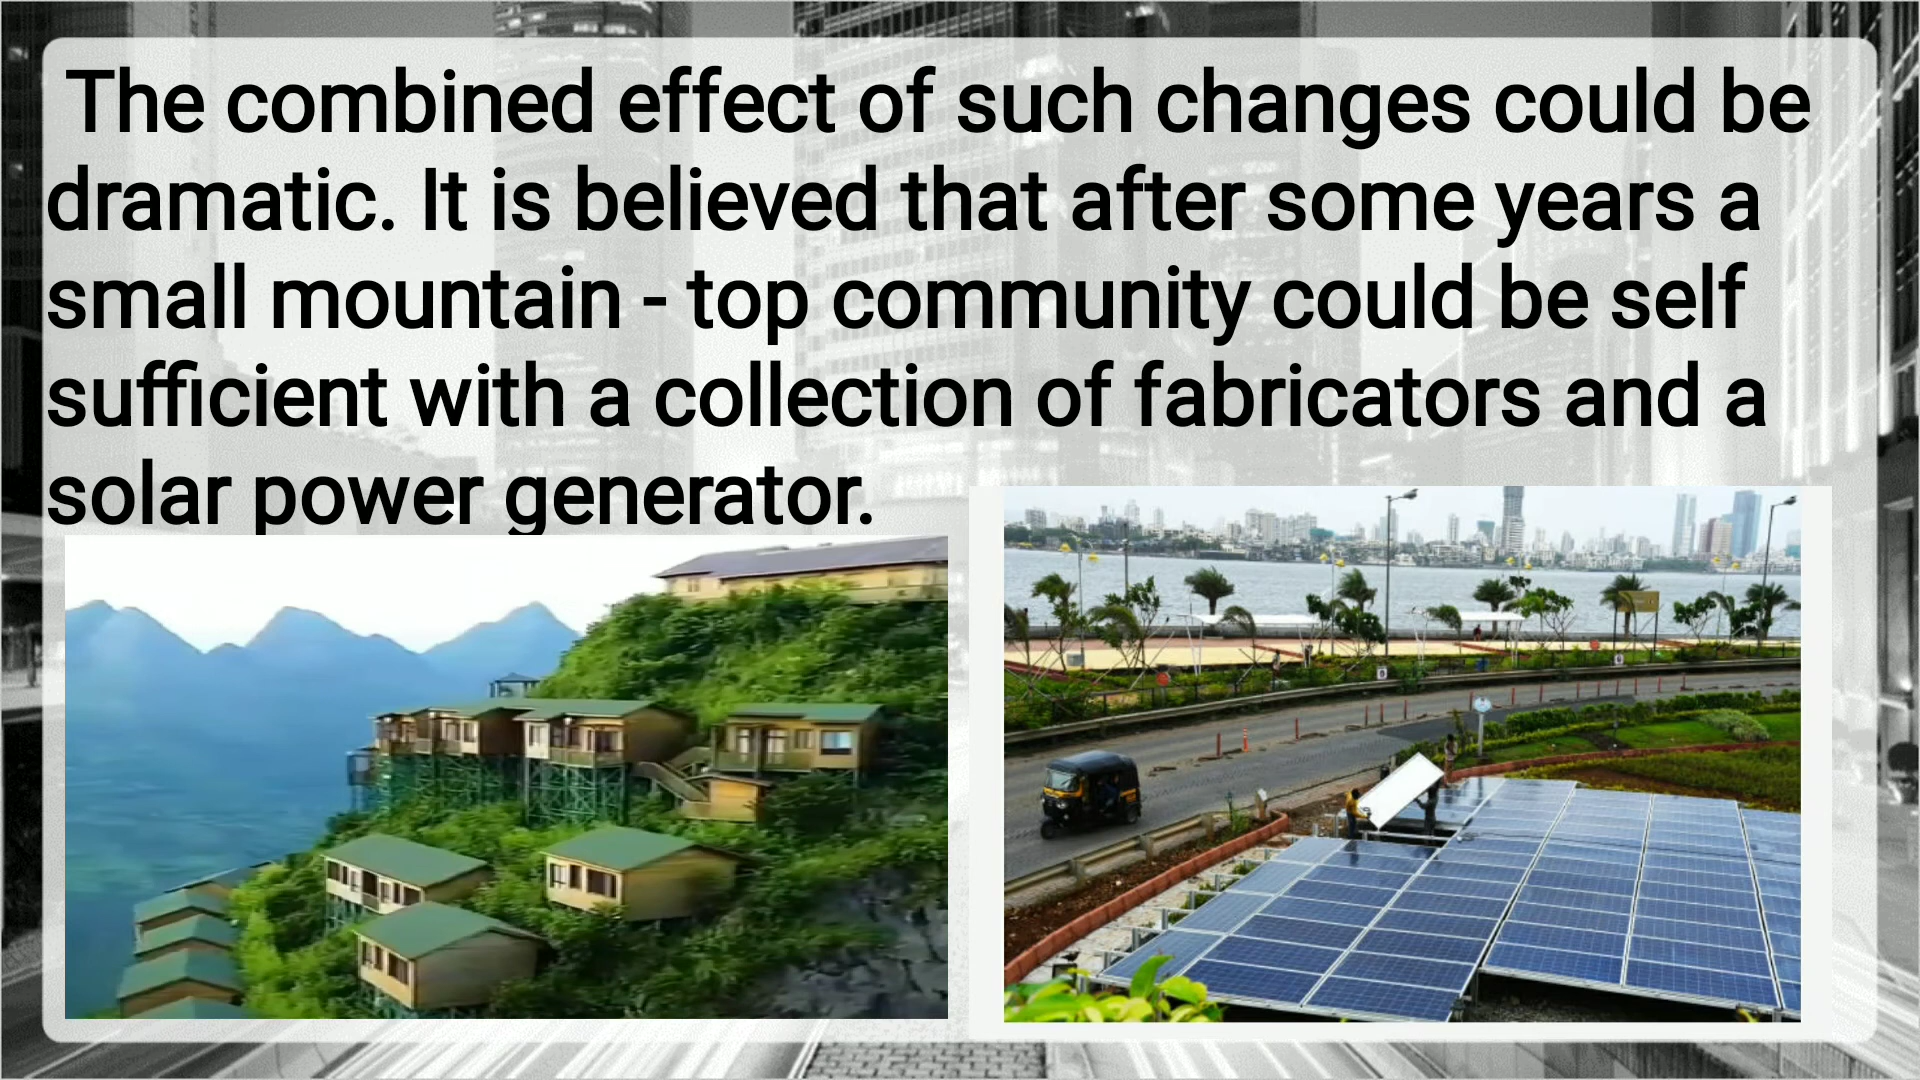 The combined effect of such changes could be
dramatic. It is believed that after some years a
small mountain - top community could be self
sufficient with a collection of fabricators and a
solar power generator.